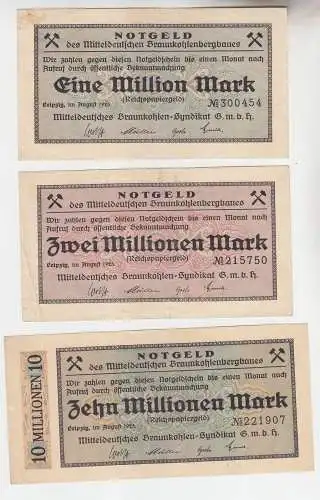 NOTGELD
des Mitteldeutschen Braunkohlenbergbaues
Wir zahlen gegen diesen Notgeldschein bis einen Monat nach
Aufruf durch öffentliche Bekanntmachung
Eine Million Mark
Leipzig, im August 1923. (Reichspapiergeld) №300454
Mitteldeutsches Braunkohlen-Syndikat G.m.b.H.
NOTGELD
des Mitteldeutschen Braunkohlenbergbaues
Wir zahlen gegen diesen Notgeldschein bis einen Monat nach
Aufruf durch öffentliche Bekanntmachung
Zwei Millionen Mark
Leipzig, im August 1923. (Reichspapiergeld) №215750
Mitteldeutsches Braunkohlen-Syndikat G.m.b.H.
10 MILLIONEN 10
NOTGELD
des Mitteldeutschen Braunkohlenbergbaues
Wir zahlen gegen diesen Notgeldschein bis einen Monat nach
Aufruf durch öffentliche Bekanntmachung
Zehn Millionen Mark
Leipzig, im August 1923. (Reichspapiergeld) №221907
Mitteldeutsches Braunkohlen-Syndikat G.m.b.H.